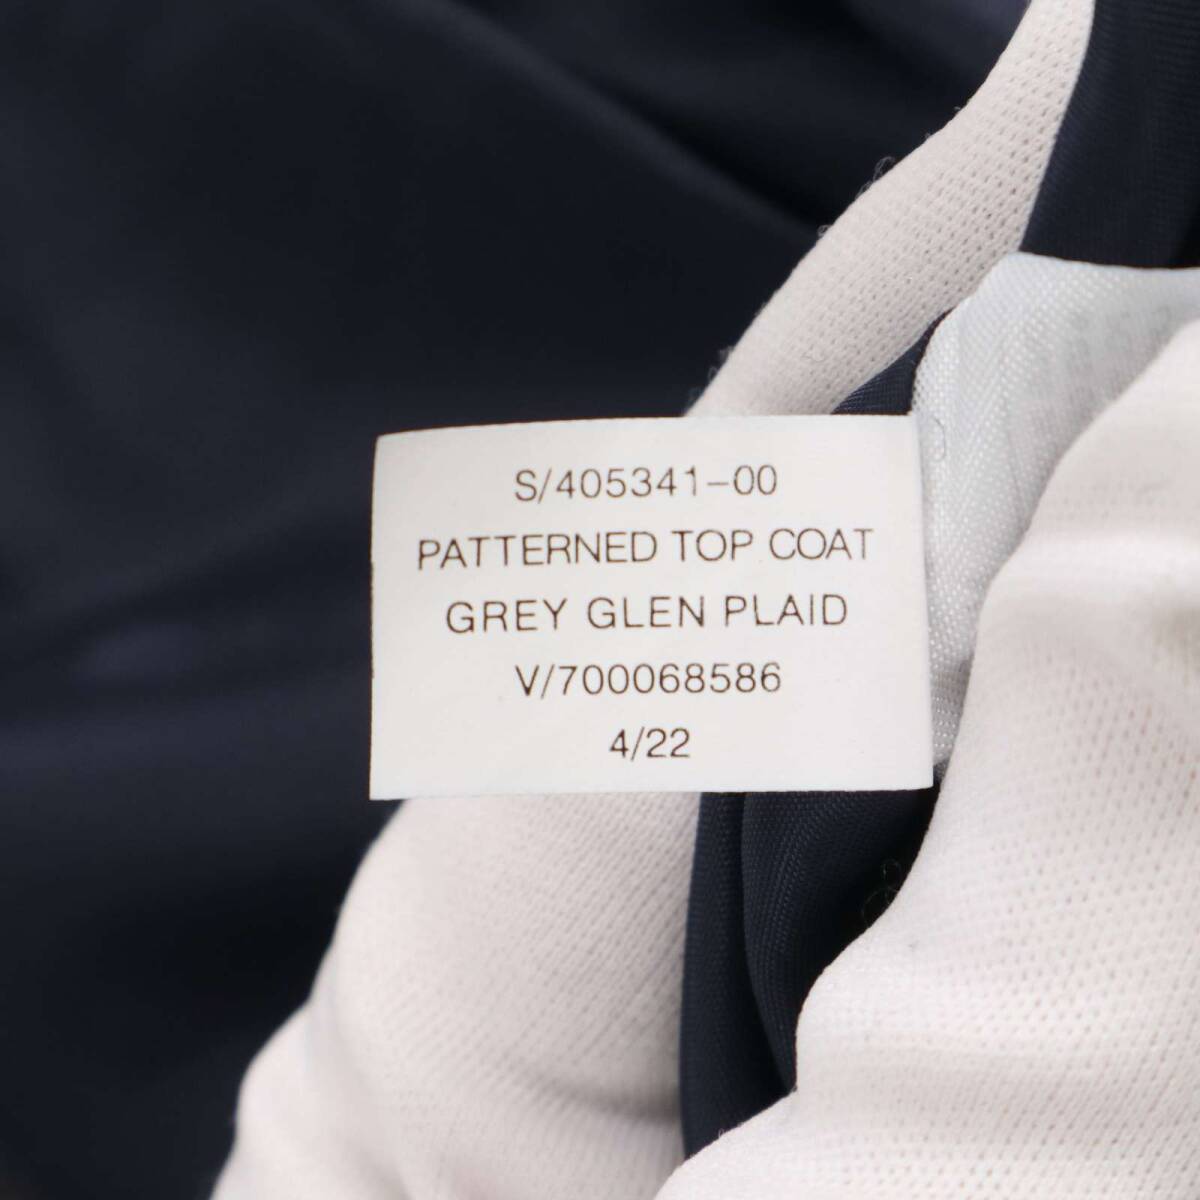 S/405341-00
PATTERNED TOP COAT
GREY GLEN PLAID
V/700068586
4/22